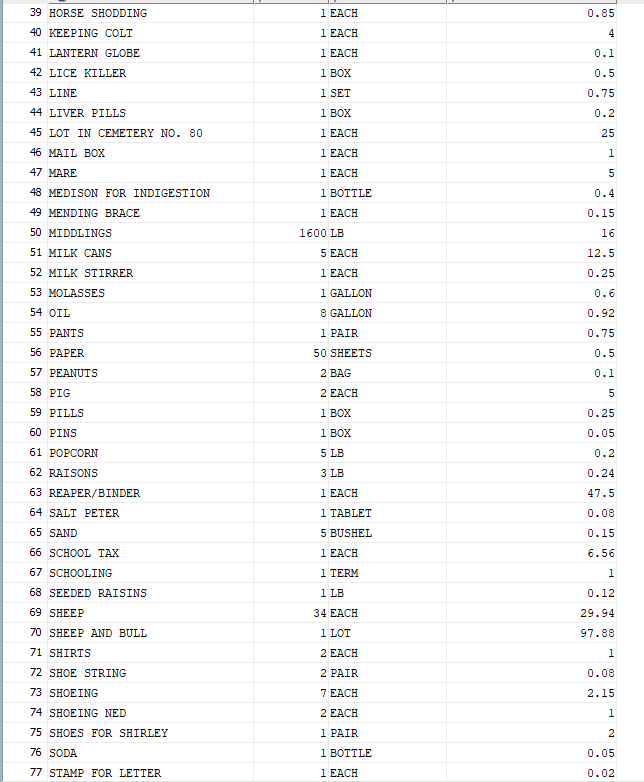 39 HORSE SHODDING 1 EACH 0.85
40 KEEPING COLT 1 EACH 4
41 LANTERN GLOBE 1 EACH 0.1
42 LICE KILLER 1 BOX 0.5
43 LINE 1 SET 0.75
44 LIVER PILLS 1 BOX 0.2
45 LOT IN CEMETERY NO. 80 1 EACH 25
46 MAIL BOX 1 EACH 1
47 MARE 1 EACH 5
48 MEDISON FOR INDIGESTION 1 BOTTLE 0.4
49 MENDING BRACE 1 EACH 0.15
50 MIDDLINGS 1600 LB 16
51 MILK CANS 5 EACH 12.5
52 MILK STIRRER 1 EACH 0.25
53 MOLASSES 1 GALLON 0.6
54 OIL 8 GALLON 0.92
55 PANTS 1 PAIR 0.75
56 PAPER 50 SHEETS 0.5
57 PEANUTS 2 BAG 0.1
58 PIG 2 EACH 5
59 PILLS 1 BOX 0.25
60 PINS 1 BOX 0.05
61 POPCORN 5 LB 0.2
62 RAISONS 3 LB 0.24
63 REAPER/BINDER 1 EACH 47.5
64 SALT PETER 1 TABLET 0.08
65 SAND 5 BUSHEL 0.15
66 SCHOOL TAX 1 EACH 6.56
67 SCHOOLING 1 TERM 1
68 SEEDED RAISINS 1 LB 0.12
69 SHEEP 34 EACH 29.94
70 SHEEP AND BULL 1 LOT 97.88
71 SHIRTS 2 EACH 1
72 SHOE STRING 2 PAIR 0.08
73 SHOEING 7 EACH 2.15
74 SHOEING NED 2 EACH 1
75 SHOES FOR SHIRLEY 1 PAIR 2
76 SODA 1 BOTTLE 0.05
77 STAMP FOR LETTER 1 EACH 0.02